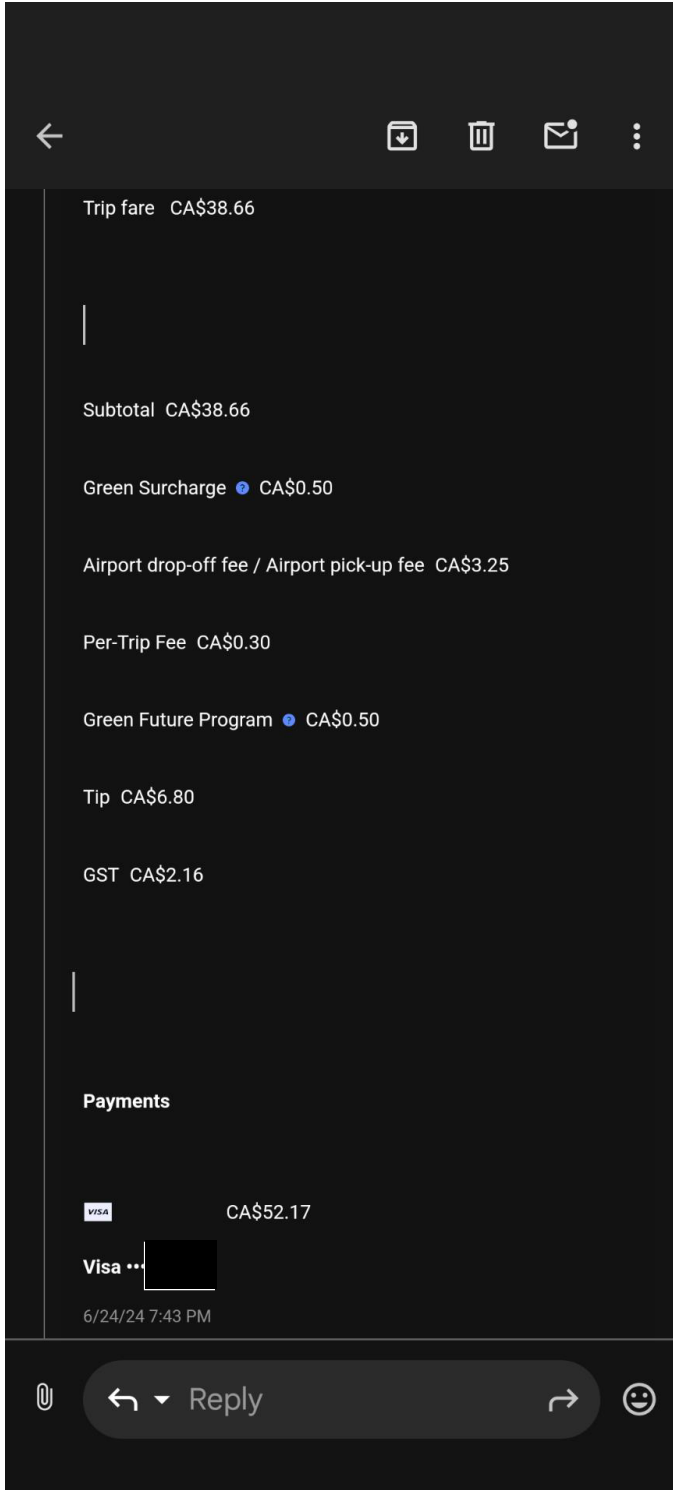 Trip fare CA$38.66
Subtotal CA$38.66
Green Surcharge ? CA$0.50
Airport drop-off fee / Airport pick-up fee CA$3.25
Per-Trip Fee CA$0.30
Green Future Program ? CA$0.50
Tip CA$6.80
GST CA$2.16
Payments
VISA CA$52.17
Visa •••
6/24/24 7:43 PM
Reply